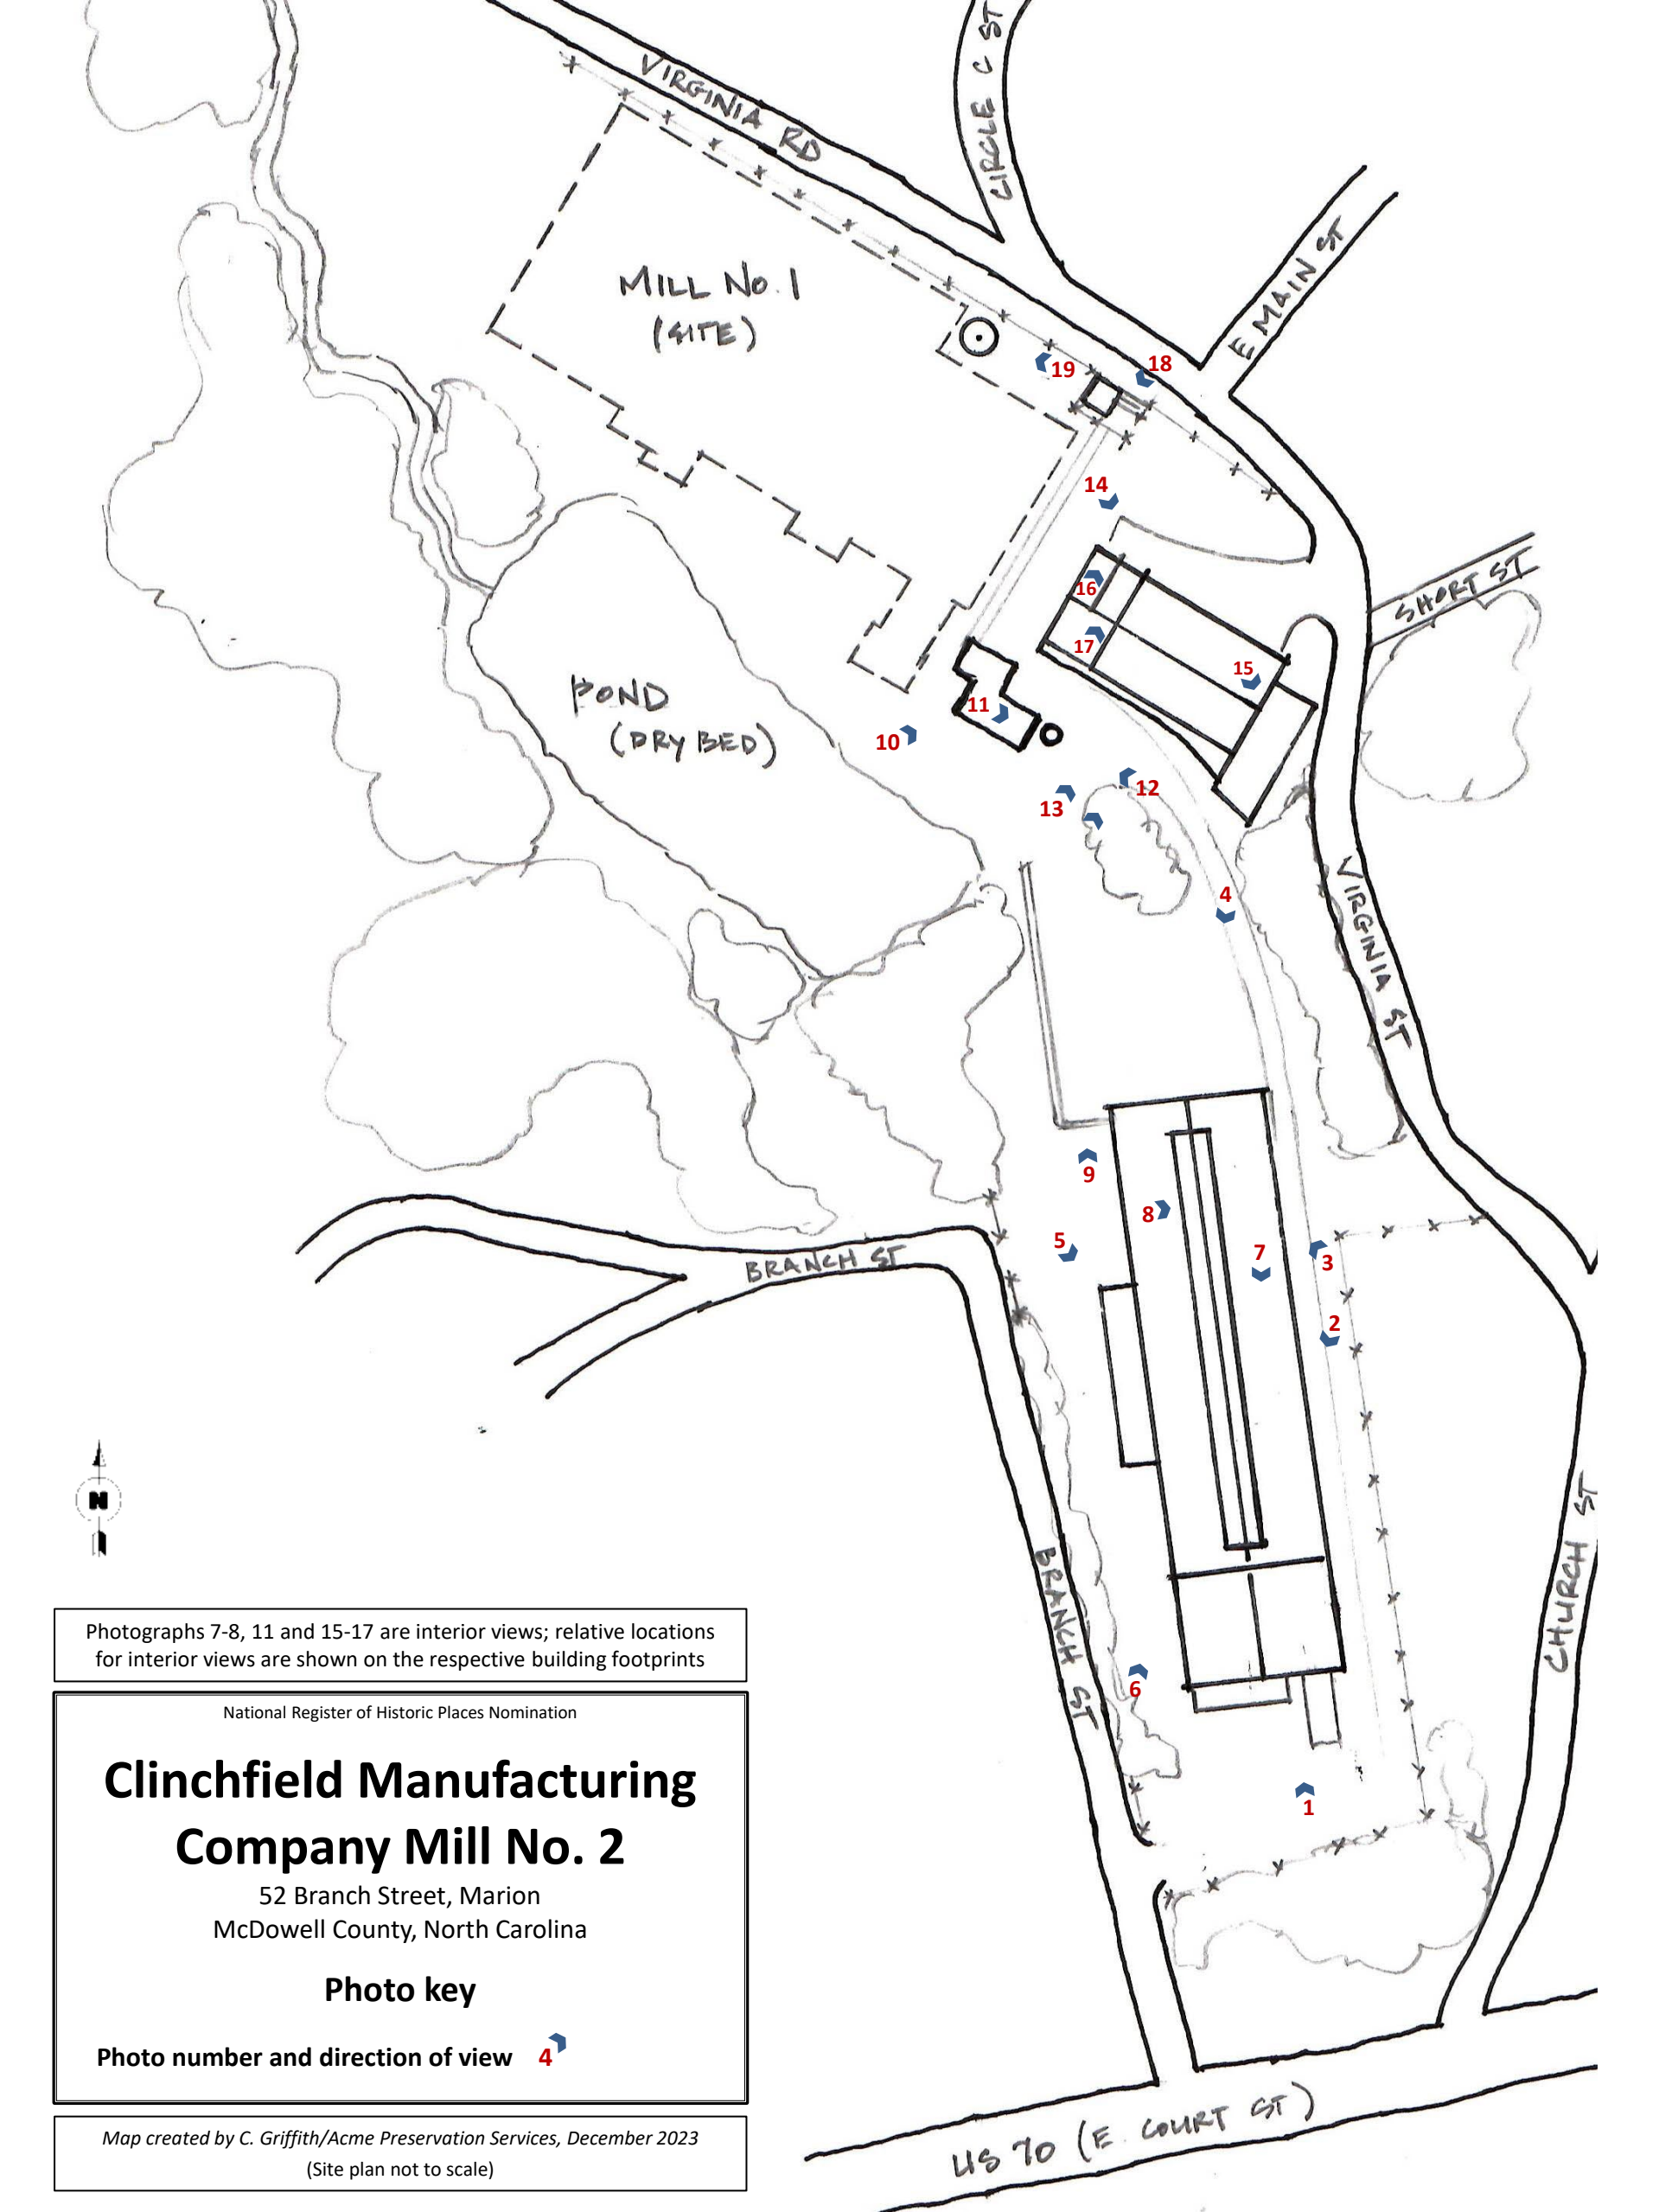 VIRGINIA RD
CIRCLE C ST
E MAIN ST
MILL No. 1
(SITE)
19
18
14
SHORT ST
16
17
15
POND
(DRY BED)
11
10
12
13
4
VIRGINIA ST
9
8
5
7
3
BRANCH ST
2
CHURCH ST
N
BRANCH ST
6
1
Photographs 7-8, 11 and 15-17 are interior views; relative locations
for interior views are shown on the respective building footprints
National Register of Historic Places Nomination
Clinchfield Manufacturing
Company Mill No. 2
52 Branch Street, Marion
McDowell County, North Carolina
Photo key
Photo number and direction of view 4
Map created by C. Griffith/Acme Preservation Services, December 2023
(Site plan not to scale)
US 70 (E. COURT ST)